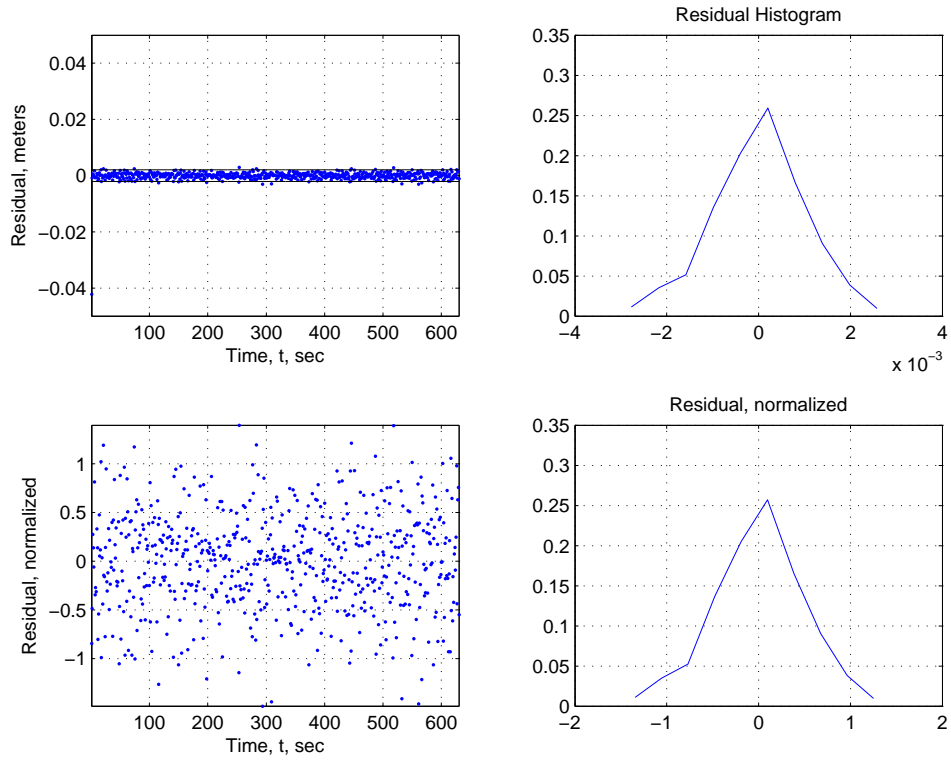 0.04
0.02
0
−0.02
−0.04
Residual, meters
100 200 300 400 500 600
Time, t, sec
Residual Histogram
0.35
0.3
0.25
0.2
0.15
0.1
0.05
0
−4 −2 0 2 4
x 10−3
1
0.5
0
−0.5
−1
Residual, normalized
100 200 300 400 500 600
Time, t, sec
Residual, normalized
0.35
0.3
0.25
0.2
0.15
0.1
0.05
0
−2 −1 0 1 2